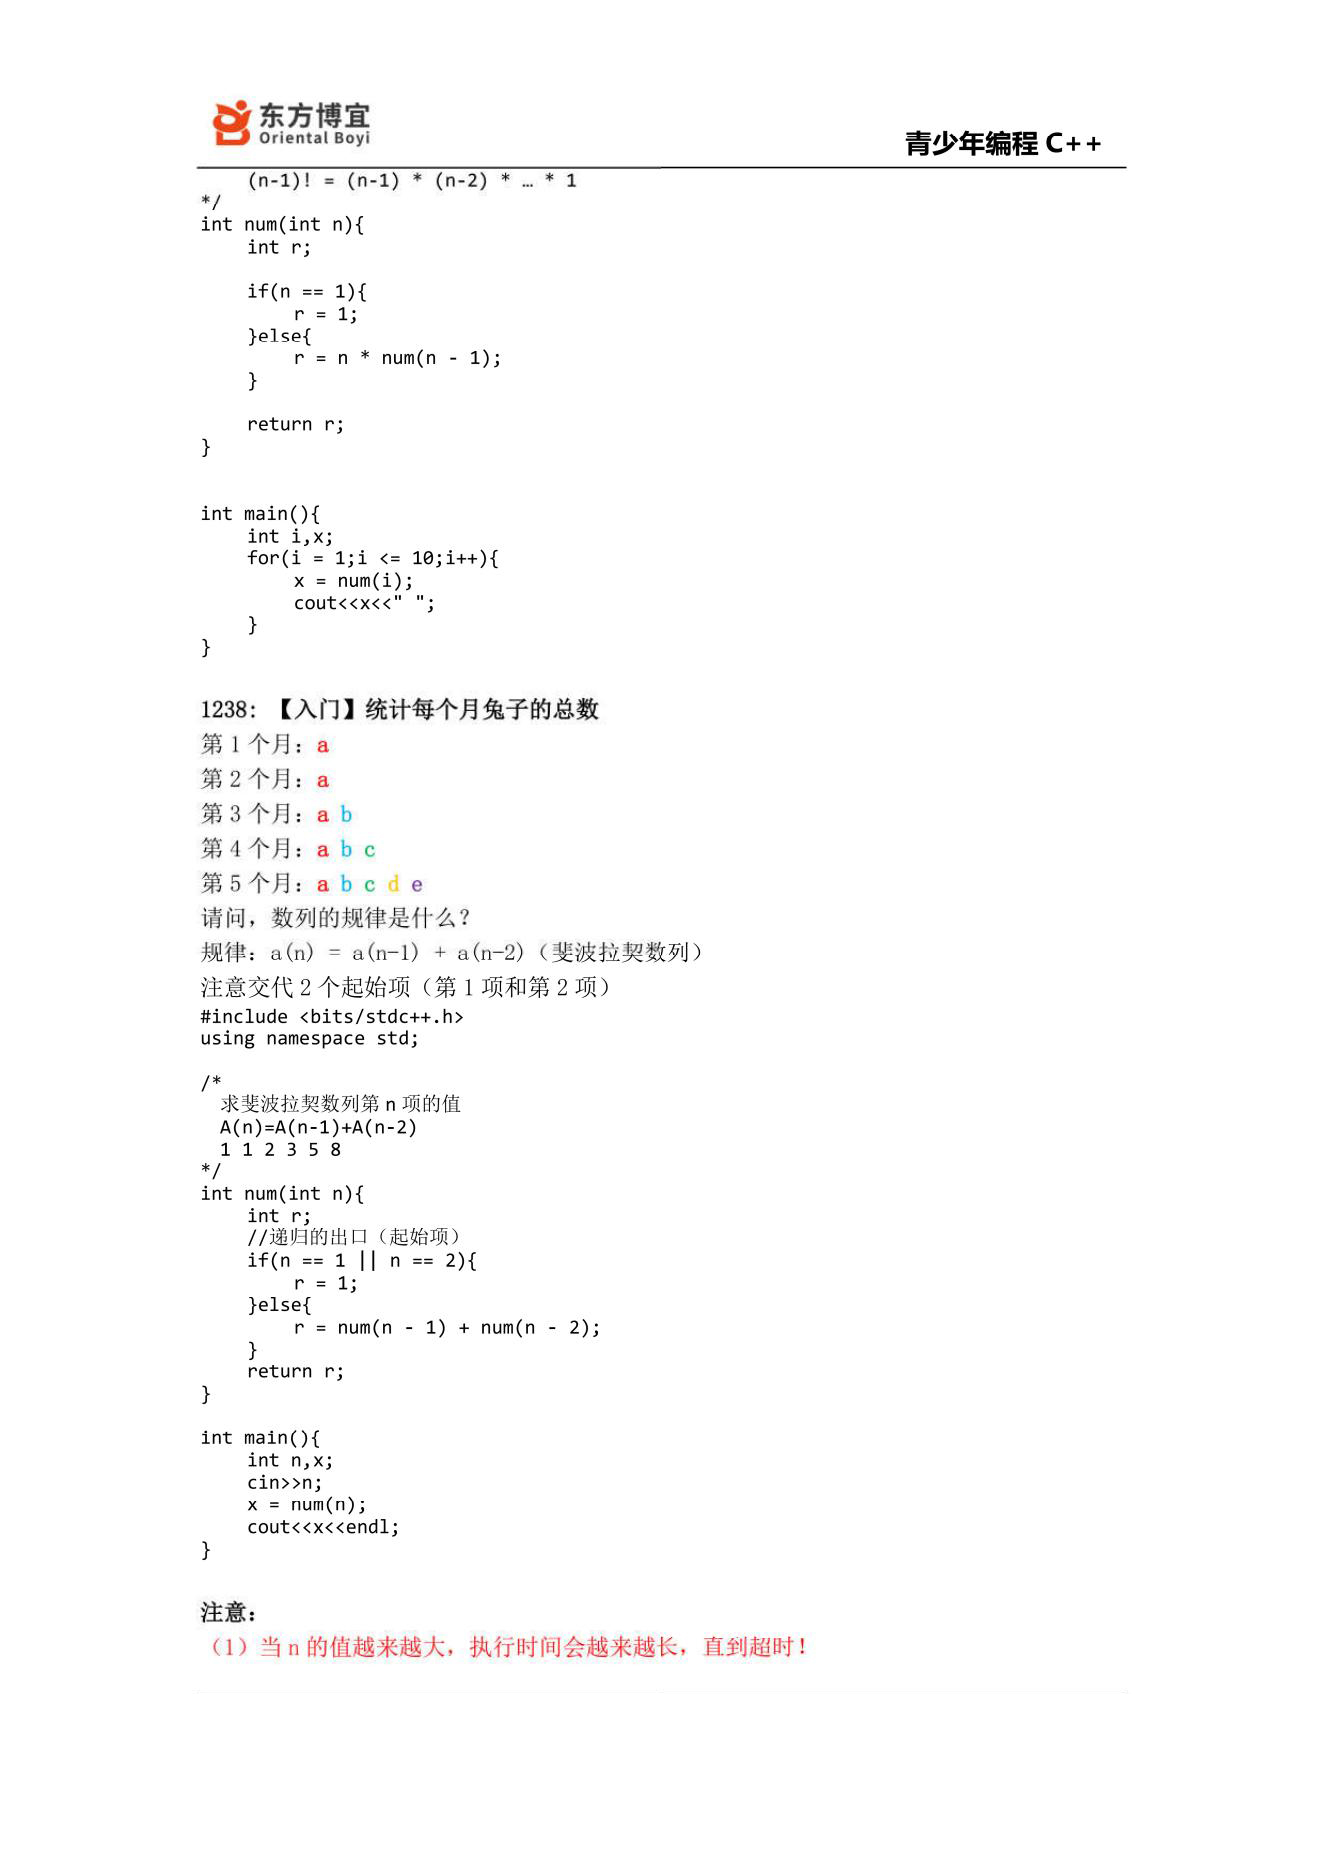 东方博宜
Oriental Boyi
青少年编程 C++
(n-1)! = (n-1) * (n-2) * … * 1
*/
int num(int n){
    int r;

    if(n == 1){
        r = 1;
    }else{
        r = n * num(n - 1);
    }

    return r;
}

int main(){
    int i,x;
    for(i = 1;i <= 10;i++){
        x = num(i);
        cout<<x<<" ";
    }
}

1238: 【入门】统计每个月兔子的总数
第 1 个月：a
第 2 个月：a
第 3 个月：a b
第 4 个月：a b c
第 5 个月：a b c d e
请问，数列的规律是什么？
规律：a(n) = a(n-1) + a(n-2)（斐波拉契数列）
注意交代 2 个起始项（第 1 项和第 2 项）
#include <bits/stdc++.h>
using namespace std;

/*
  求斐波拉契数列第 n 项的值
  A(n)=A(n-1)+A(n-2)
  1 1 2 3 5 8
*/
int num(int n){
    int r;
    //递归的出口（起始项）
    if(n == 1 || n == 2){
        r = 1;
    }else{
        r = num(n - 1) + num(n - 2);
    }
    return r;
}

int main(){
    int n,x;
    cin>>n;
    x = num(n);
    cout<<x<<endl;
}

注意：
（1）当 n 的值越来越大，执行时间会越来越长，直到超时！